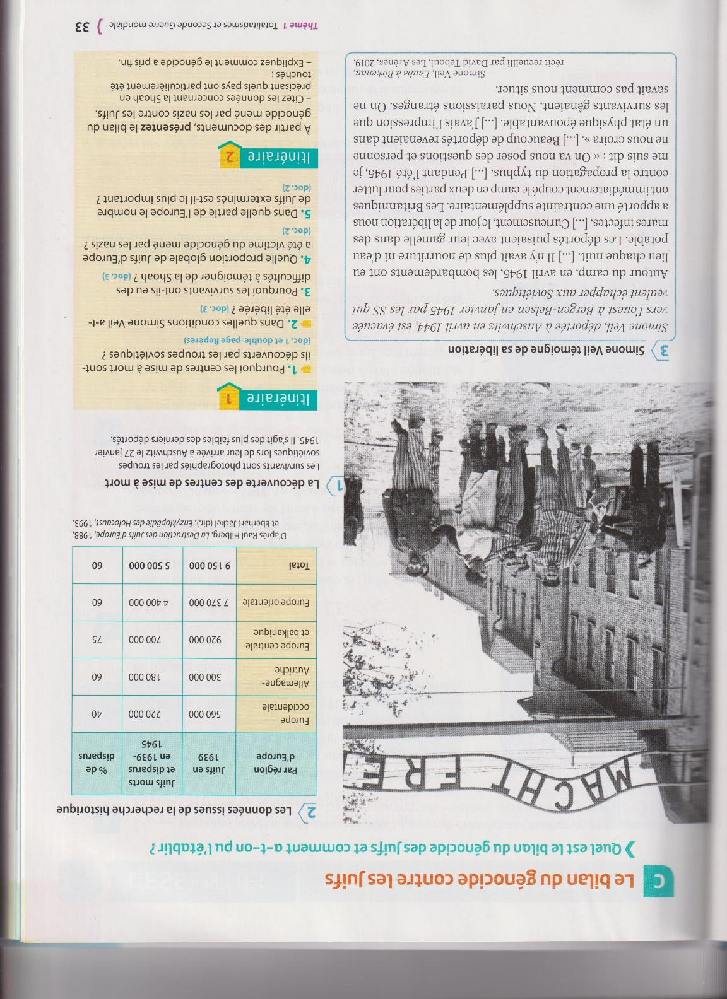 C
Le bilan du génocide contre les Juifs
Quel est le bilan du génocide des Juifs et comment a-t-on pu l'établir ?
MACHT FREI
1 La découverte des centres de mise à mort
Les survivants sont photographiés par les troupes
soviétiques lors de leur arrivée à Auschwitz le 27 janvier
1945. Il s'agit des plus faibles des derniers déportés.
2 Les données issues de la recherche historique
Par région
d'Europe
Juifs en
1939
Juifs morts
et disparus
en 1939-
1945
% de
disparus
Europe
occidentale
560 000
220 000
40
Allemagne-
Autriche
300 000
180 000
60
Europe centrale
et balkanique
920 000
700 000
75
Europe orientale
7 370 000
4 400 000
60
Total
9 150 000
5 500 000
60
D'après Raul Hilberg, La Destruction des Juifs d'Europe, 1988,
et Eberhart Jäckel (dir.), Enzyklopädie des Holocaust, 1993.
3 Simone Veil témoigne de sa libération
Simone Veil, déportée à Auschwitz en avril 1944, est évacuée
vers l'ouest à Bergen-Belsen en janvier 1945 par les SS qui
veulent échapper aux Soviétiques.
Autour du camp, en avril 1945, les bombardements ont eu
lieu chaque nuit. [...] Il n'y avait plus de nourriture ni d'eau
potable. Les déportés puisaient avec leur gamelle dans des
mares infectes. [...] Curieusement, le jour de la libération nous
a apporté une contrainte supplémentaire. Les Britanniques
ont immédiatement coupé le camp en deux parties pour lutter
contre la propagation du typhus. [...] Pendant l'été 1945, je
me suis dit : « On va nous poser des questions et personne
ne nous croira ». [...] Beaucoup de déportés revenaient dans
un état physique épouvantable. [...] J'avais l'impression que
les survivants gênaient. Nous paraissions étranges. On ne
savait pas comment nous situer.
Simone Veil, L'aube à Birkenau,
récit recueilli par David Teboul, Les Arènes, 2019.
Itinéraire 1
1. Pourquoi les centres de mise à mort sont-
ils découverts par les troupes soviétiques ?
(doc. 1 et double-page Repères)
2. Dans quelles conditions Simone Veil a-t-
elle été libérée ? (doc. 3)
3. Pourquoi les survivants ont-ils eu des
difficultés à témoigner de la Shoah ? (doc. 3)
4. Quelle proportion globale de Juifs d'Europe
a été victime du génocide mené par les nazis ?
(doc. 2)
5. Dans quelle partie de l'Europe le nombre
de Juifs exterminés est-il le plus important ?
(doc. 2)
Itinéraire 2
À partir des documents, présentez le bilan du
génocide mené par les nazis contre les Juifs.
– Citez les données concernant la Shoah en
précisant quels pays ont particulièrement été
touchés ;
– Expliquez comment le génocide a pris fin.
Thème 1 Totalitarismes et Seconde Guerre mondiale 33